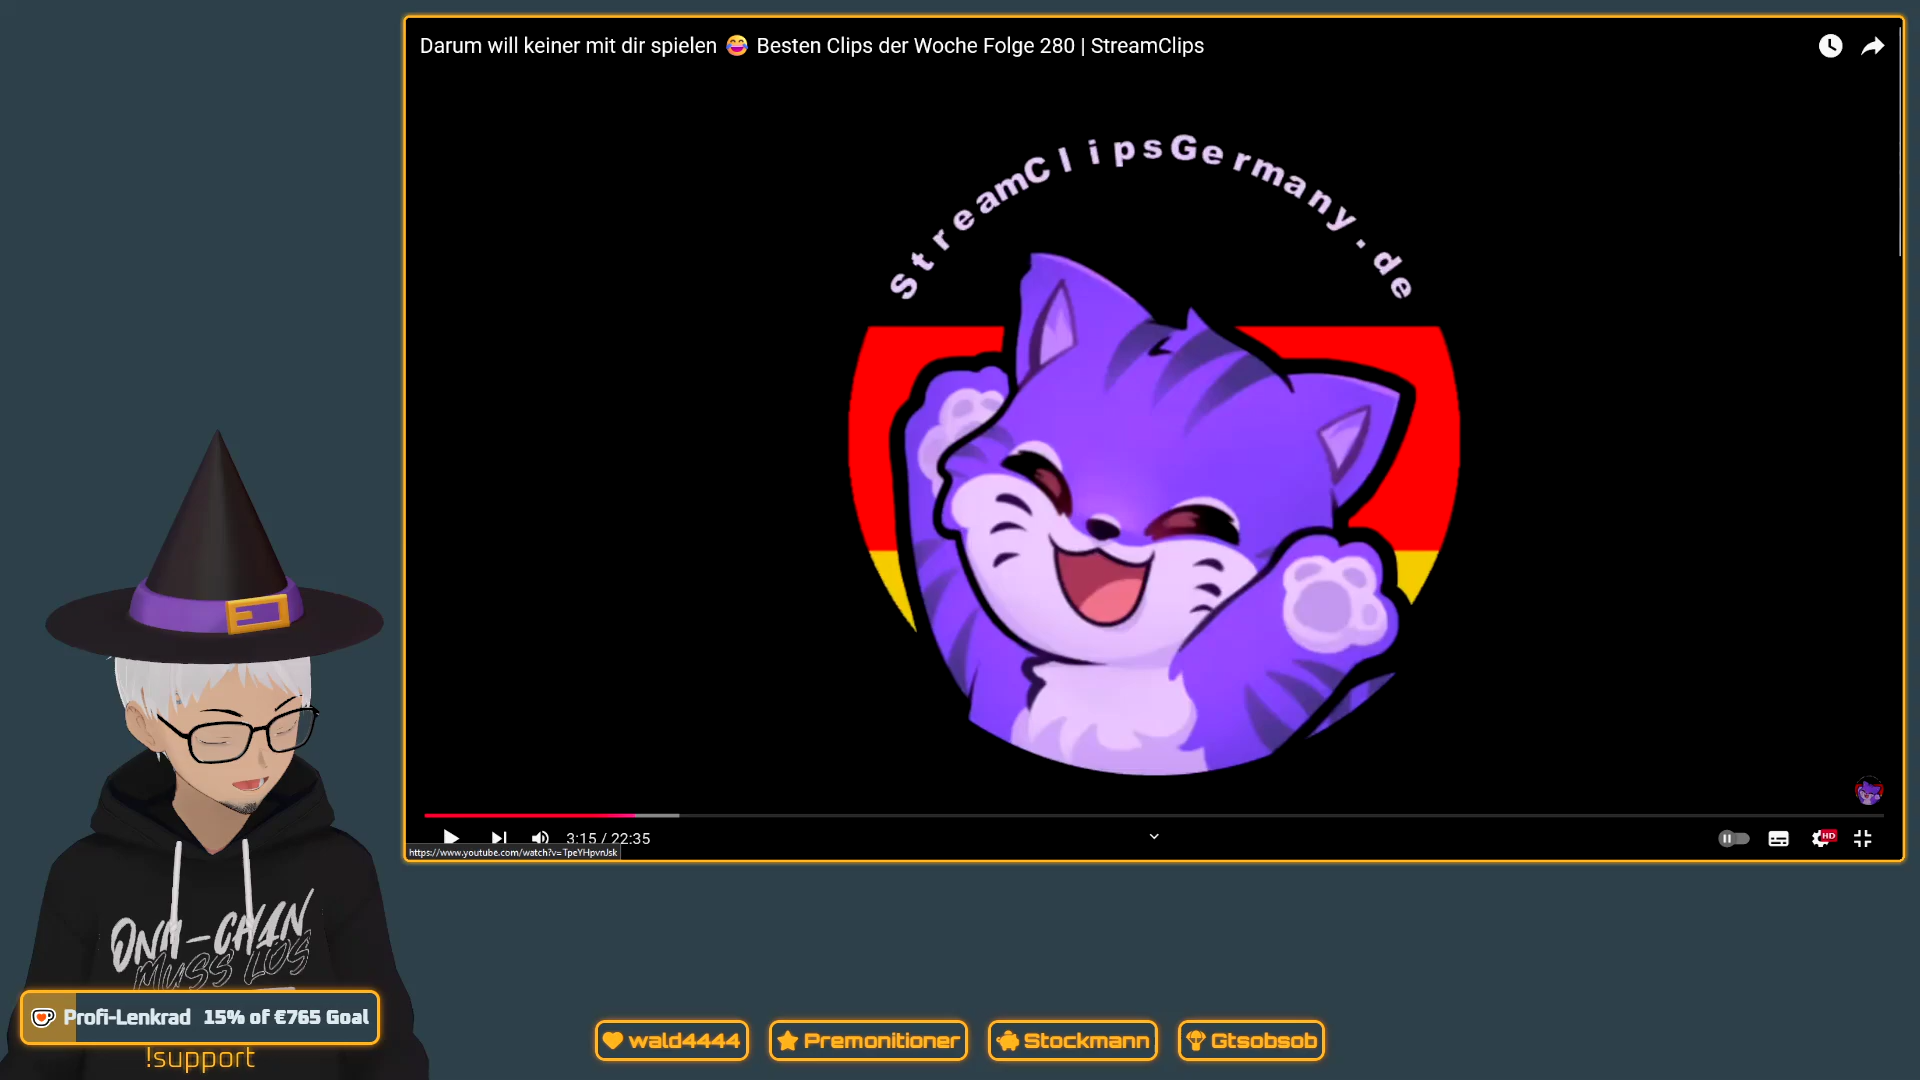 Darum will keiner mit dir spielen 😂 Besten Clips der Woche Folge 280 | StreamClips
StreamClipsGermany.de
3:15 / 22:35
HD
https://www.youtube.com/watch?v=TpeYHpvnJsk
ONII-CHAN
MUSS LOS
Profi-Lenkrad 15% of €765 Goal
!support
wald4444
Premonitioner
Stockmann
Gtsobsob